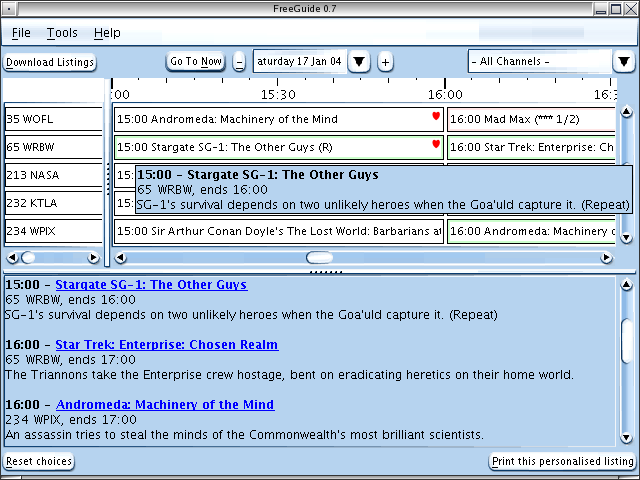 FreeGuide 0.7
File Tools Help
Download Listings Go To Now – aturday 17 Jan 04 + - All Channels -
00 15:30 16:00 16:3
35 WOFL 15:00 Andromeda: Machinery of the Mind 16:00 Mad Max (*** 1/2)
65 WRBW 15:00 Stargate SG-1: The Other Guys (R) 16:00 Star Trek: Enterprise: Ch
213 NASA 15:
15:00 - Stargate SG-1: The Other Guys
65 WRBW, ends 16:00
SG-1's survival depends on two unlikely heroes when the Goa'uld capture it. (Repeat)
232 KTLA 15:
234 WPIX 15:00 Sir Arthur Conan Doyle's The Lost World: Barbarians at 16:00 Andromeda: Machinery o
15:00 - Stargate SG-1: The Other Guys
65 WRBW, ends 16:00
SG-1's survival depends on two unlikely heroes when the Goa'uld capture it. (Repeat)
16:00 - Star Trek: Enterprise: Chosen Realm
65 WRBW, ends 17:00
The Triannons take the Enterprise crew hostage, bent on eradicating heretics on their home world.
16:00 - Andromeda: Machinery of the Mind
234 WPIX, ends 17:00
An assassin tries to steal the minds of the Commonwealth's most brilliant scientists.
Reset choices Print this personalised listing